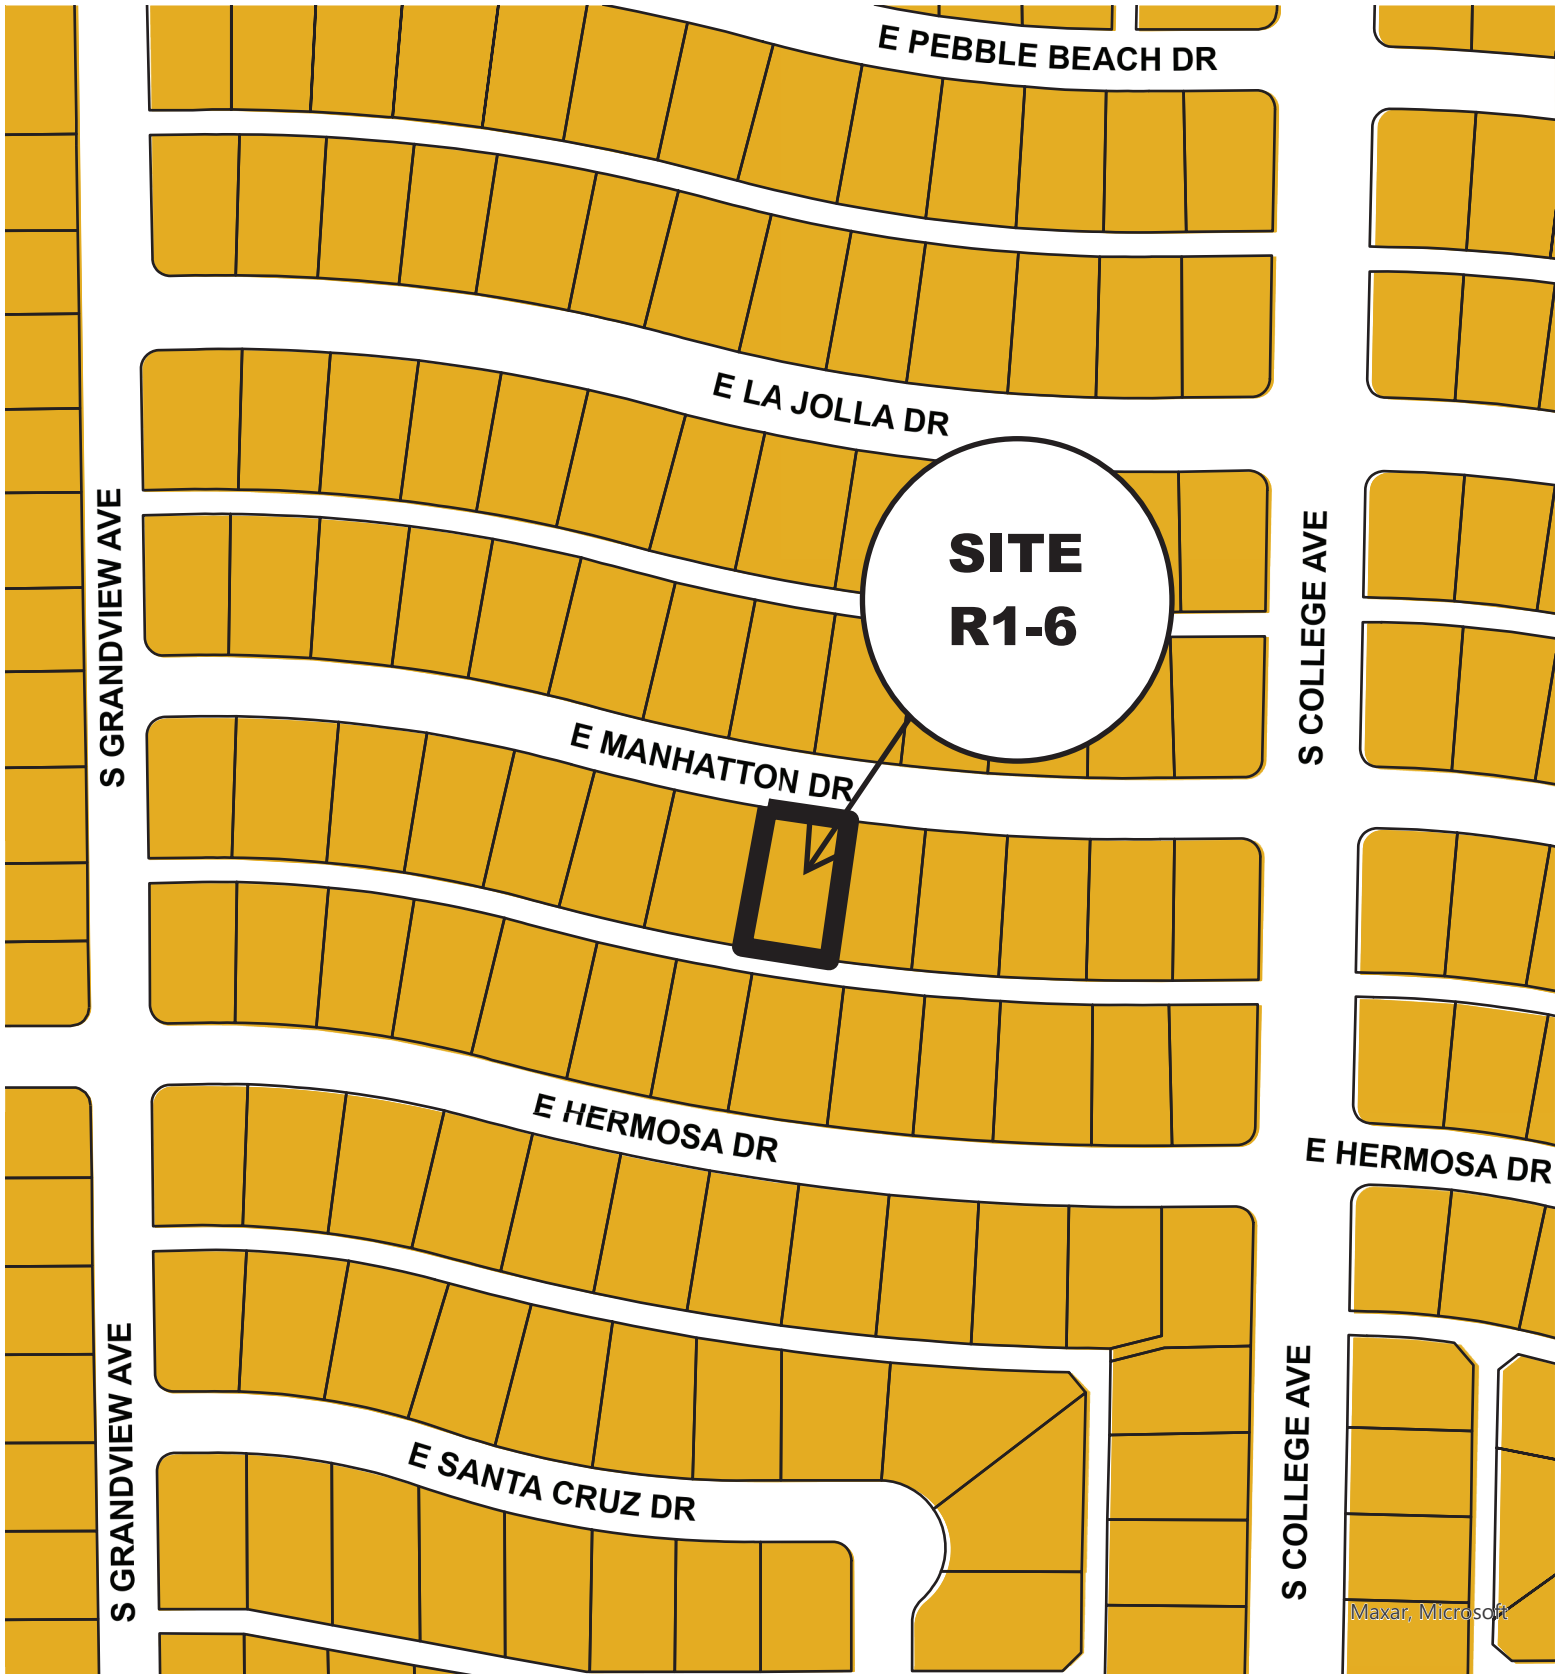 E PEBBLE BEACH DR
E LA JOLLA DR
SITE
R1-6
S GRANDVIEW AVE
S COLLEGE AVE
E MANHATTON DR
E HERMOSA DR
E HERMOSA DR
S GRANDVIEW AVE
S COLLEGE AVE
E SANTA CRUZ DR
Maxar, Microsoft